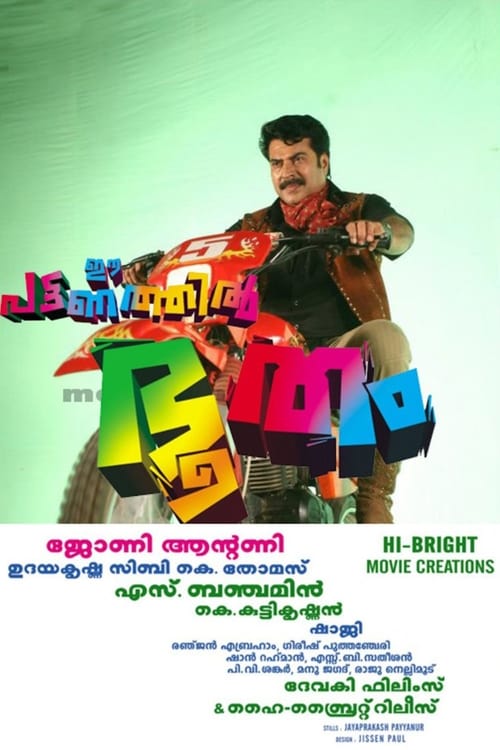 5
ഈ
പട്ടണത്തിൽ
ഭൂതം
ജോണി ആന്റണി
ഉദയകൃഷ്ണ സിബി കെ. തോമസ്
എസ്. ബഞ്ചമിൻ
കെ. കുട്ടികൃഷ്ണൻ
ഷാജി
രഞ്ജൻ എബ്രഹാം, ഗിരീഷ് പുത്തഞ്ചേരി
ഷാൻ റഹ്മാൻ, എസ്സ്. ബി. സതീശൻ
പി. വി. ശങ്കർ, മനു ജഗദ്, രാജു നെല്ലിമൂട്
ദേവകി ഫിലിംസ്
& ഹൈ-ബ്രൈറ്റ് റിലീസ്
HI-BRIGHT
MOVIE CREATIONS
STILLS : JAYAPRAKASH PAYYANUR
DESIGN : JISSEN PAUL